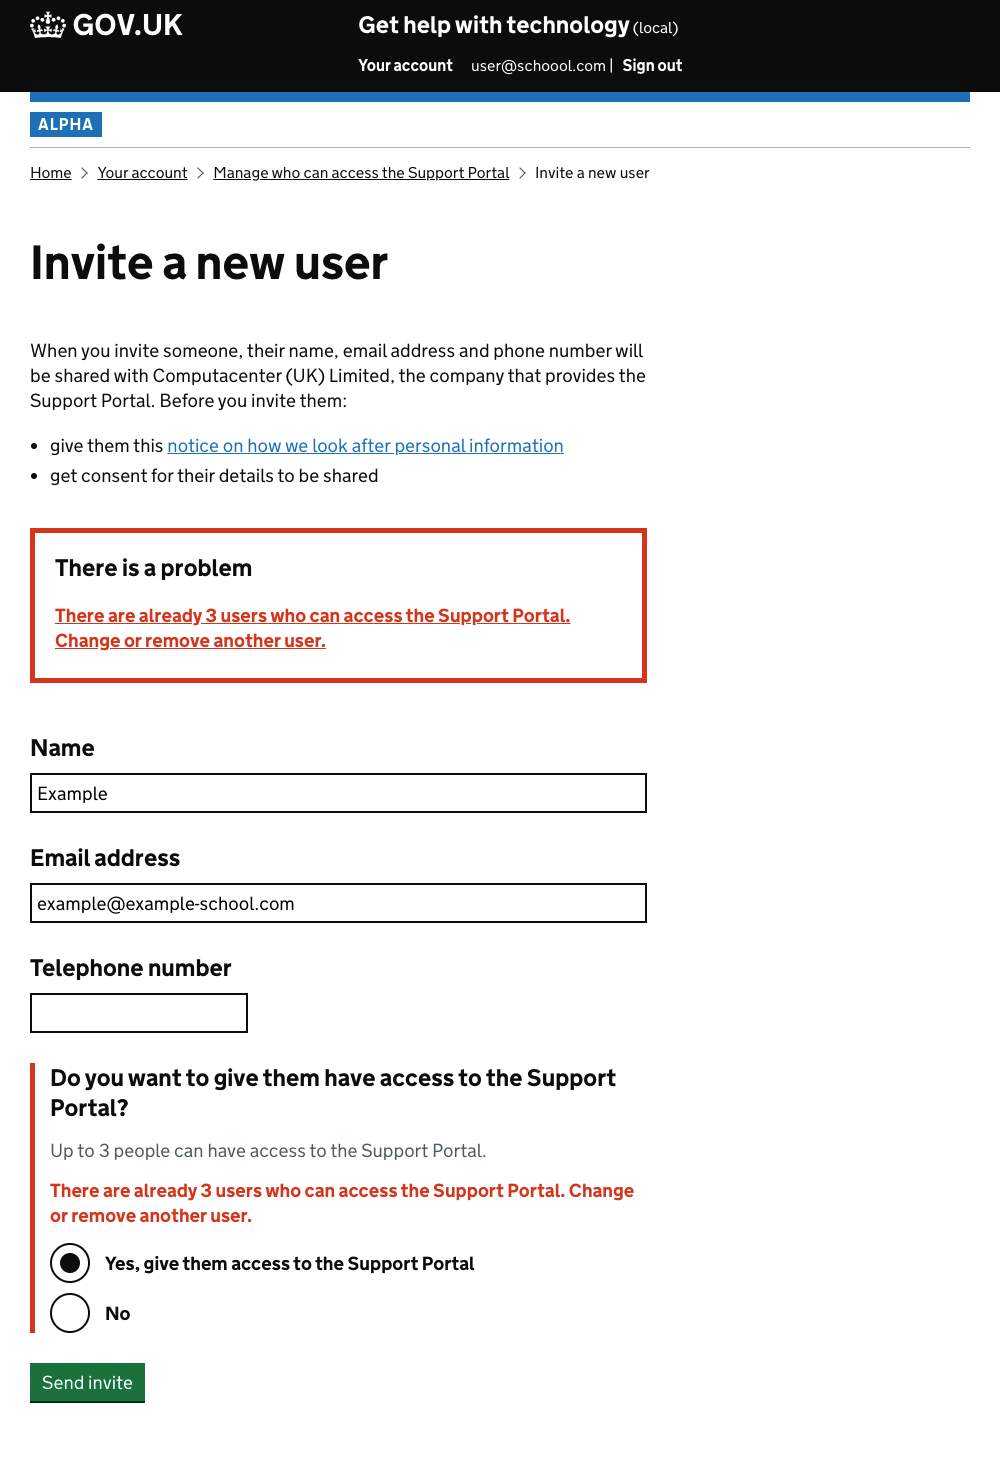 GOV.UK
Get help with technology (local)
Your account user@schoool.com | Sign out
ALPHA
Home > Your account > Manage who can access the Support Portal > Invite a new user
Invite a new user
When you invite someone, their name, email address and phone number will
be shared with Computacenter (UK) Limited, the company that provides the
Support Portal. Before you invite them:
• give them this notice on how we look after personal information
• get consent for their details to be shared
There is a problem
There are already 3 users who can access the Support Portal.
Change or remove another user.
Name
Example
Email address
example@example-school.com
Telephone number
Do you want to give them have access to the Support
Portal?
Up to 3 people can have access to the Support Portal.
There are already 3 users who can access the Support Portal. Change
or remove another user.
Yes, give them access to the Support Portal
No
Send invite